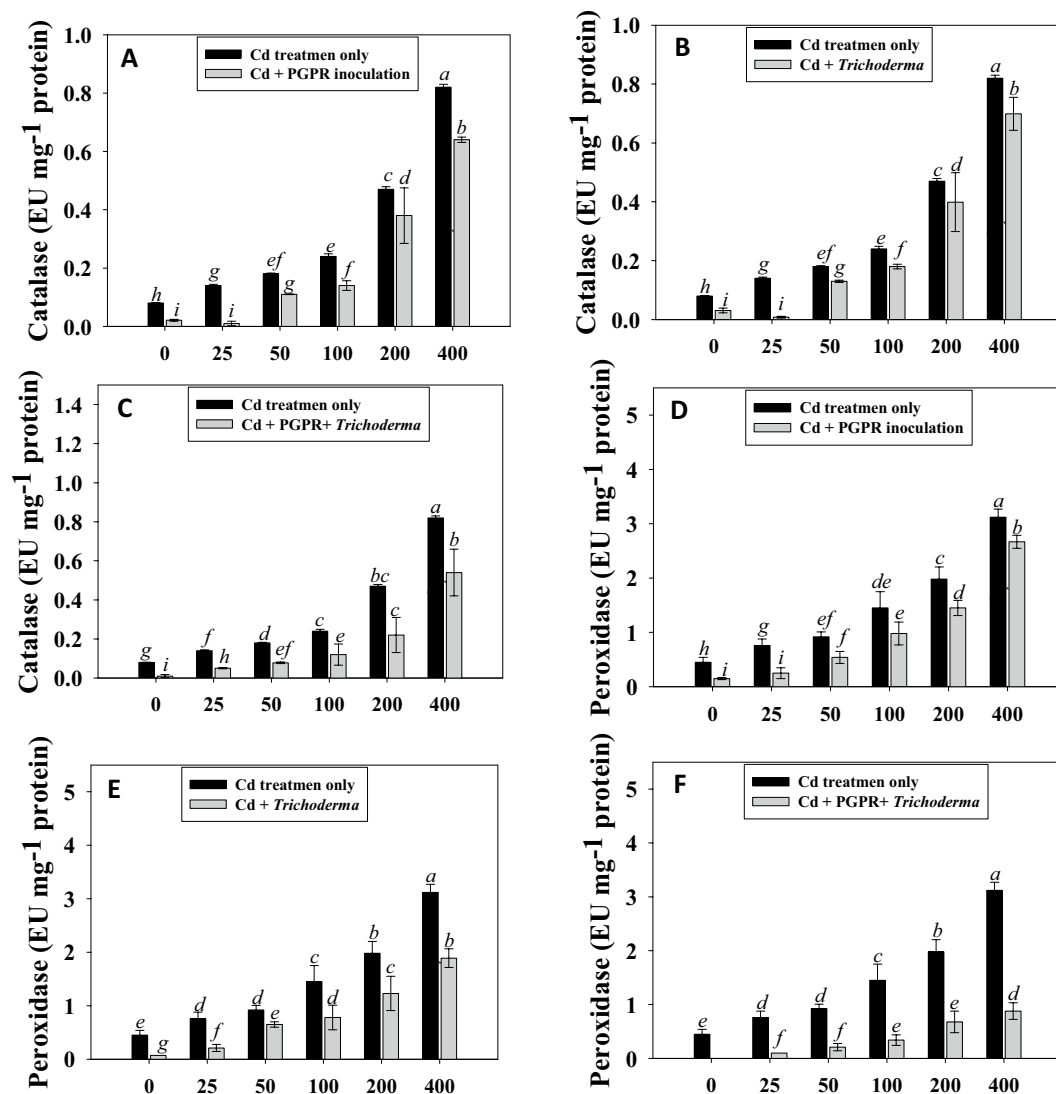 A
Cd treatmen only
Cd + PGPR inoculation
Catalase (EU mg-1 protein)
1.0
0.8
0.6
0.4
0.2
0.0
h i g i ef g e f c d a b
0 25 50 100 200 400
B
Cd treatmen only
Cd + Trichoderma
Catalase (EU mg-1 protein)
1.0
0.8
0.6
0.4
0.2
0.0
h i g i ef g e f c d a b
0 25 50 100 200 400
C
Cd treatmen only
Cd + PGPR+ Trichoderma
Catalase (EU mg-1 protein)
1.4
1.2
1.0
0.8
0.6
0.4
0.2
0.0
g i f h d ef c e bc c a b
0 25 50 100 200 400
D
Cd treatmen only
Cd + PGPR inoculation
Peroxidase (EU mg-1 protein)
5
4
3
2
1
0
h i g i ef f de e c d a b
0 25 50 100 200 400
E
Cd treatmen only
Cd + Trichoderma
Peroxidase (EU mg-1 protein)
5
4
3
2
1
0
e g d f d e c d b c a b
0 25 50 100 200 400
F
Cd treatmen only
Cd + PGPR+ Trichoderma
Peroxidase (EU mg-1 protein)
5
4
3
2
1
0
e d f d f c e b e a d
0 25 50 100 200 400